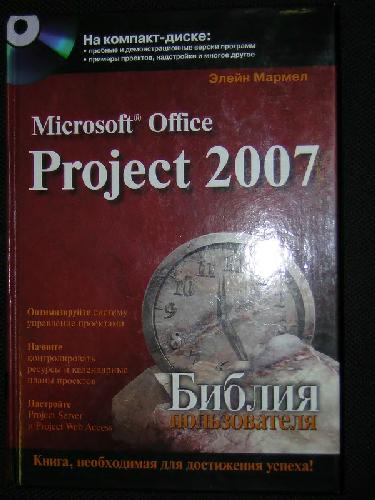 На компакт-диске:
• пробные и демонстрационные версии программ
• примеры проектов, надстройки и многое другое
Элейн Мармел
Microsoft® Office
Project 2007
Оптимизируйте систему
управление проектами
Начните
контролировать
ресурсы и календарные
планы проектов
Настройте
Project Server
и Project Web Access
Библия
пользователя
Книга, необходимая для достижения успеха!